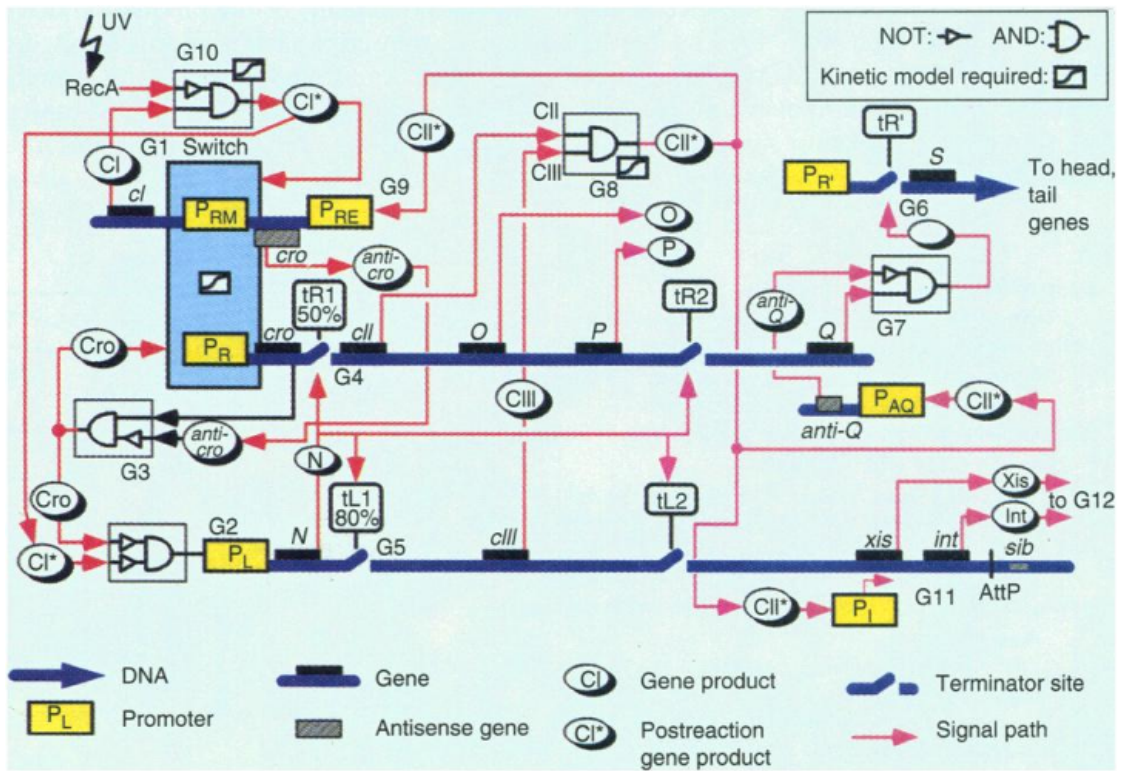 UV
G10
NOT: AND:
Kinetic model required:
RecA
CI*
CI
G1 Switch
cI
PRM
PRE
G9
CII*
CII
CIII
G8
CII*
tR'
PR'
S
G6
To head,
tail
genes
cro
anti-
cro
O
P
anti-
Q
G7
tR1
50%
tR2
Cro
PR
cro
G4
cII
O
P
Q
CIII
PAQ
CII*
anti-Q
G3
anti-
cro
N
Cro
tL1
80%
tL2
Xis
to G12
Int
CI*
G2
PL
N
G5
cIII
xis
int
sib
CII*
PI
G11
AttP
DNA
Gene
CI
Gene product
Terminator site
PL
Promoter
Antisense gene
CI*
Postreaction
gene product
Signal path